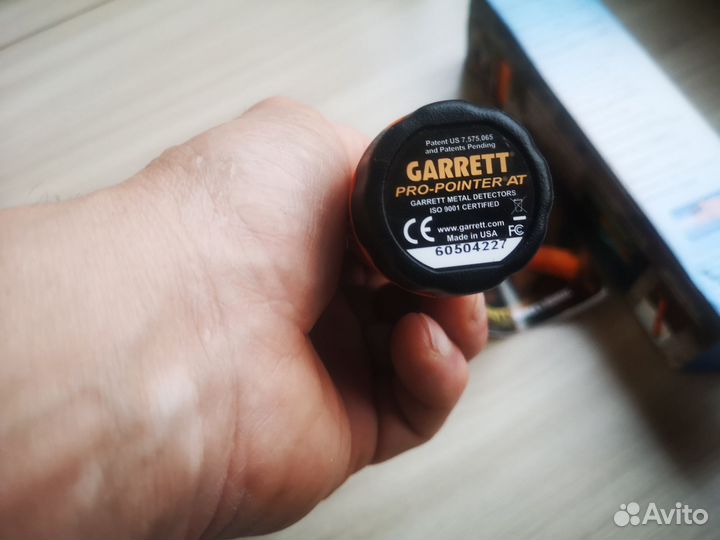 Patent US 7,575,065
and Patents Pending
GARRETT®
PRO-POINTER AT
GARRETT METAL DETECTORS
ISO 9001 CERTIFIED
CE www.garrett.com
Made in USA FC
60504227
Avito